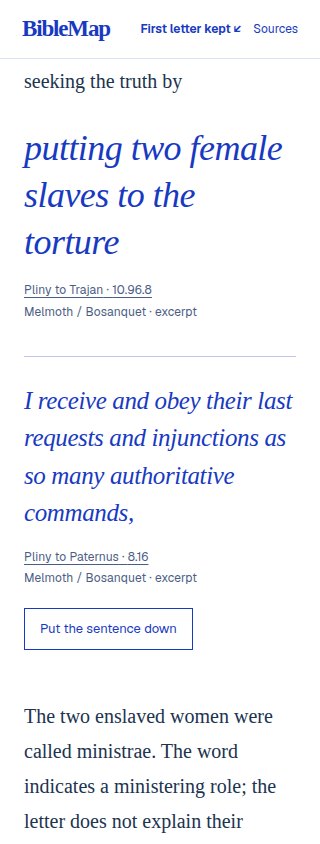 BibleMap
First letter kept ↙ Sources
seeking the truth by
putting two female
slaves to the
torture
Pliny to Trajan · 10.96.8
Melmoth / Bosanquet · excerpt
I receive and obey their last
requests and injunctions as
so many authoritative
commands,
Pliny to Paternus · 8.16
Melmoth / Bosanquet · excerpt
Put the sentence down
The two enslaved women were
called ministrae. The word
indicates a ministering role; the
letter does not explain their